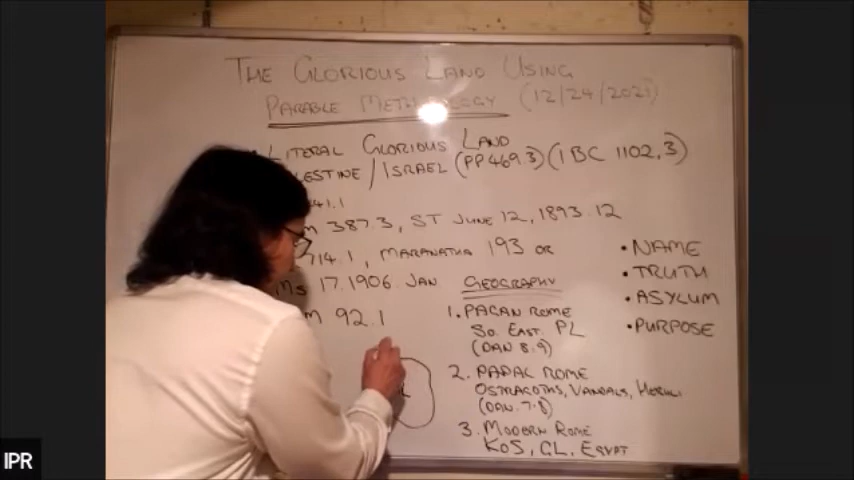 THE GLORIOUS LAND USING
PARABLE METHODOLOGY (12/24/2021)
LITERAL GLORIOUS LAND
PALESTINE/ISRAEL (PP 469.3) (1BC 1102.3)
41.1
387.3, ST JUNE 12, 1893.12
714.1, MARANATHA 193 OR
MS 17.1906. JAN
92.1
GEOGRAPHY
1. PAGAN ROME
SO. EAST. PL
(DAN 8.9)
2. PAPAL ROME
OSTRAGOTHS, VANDALS, HERULI
(DAN. 7.8)
3. MODERN ROME
KOS, GL, EGYPT
• NAME
• TRUTH
• ASYLUM
• PURPOSE
IPR